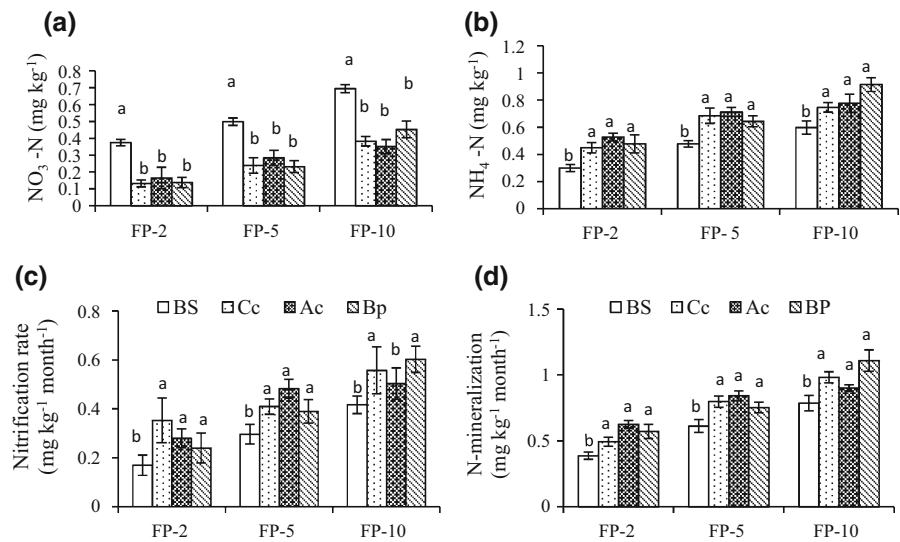 (a)
NO3 -N (mg kg-1)
0.8
0.7
0.6
0.5
0.4
0.3
0.2
0.1
0
a b b b
a b b b
a b b b
FP-2 FP-5 FP-10
(b)
NH4 -N (mg kg-1)
1.2
1
0.8
0.6
0.4
0.2
0
b a a a
b a a a
b a a a
FP-2 FP- 5 FP-10
(c)
Nitrification rate
(mg kg-1 month-1)
BS Cc Ac Bp
0.8
0.6
0.4
0.2
0
b a a a
b a a a
b a b a
FP-2 FP-5 FP-10
(d)
N-mineralization
(mg kg-1 month-1)
BS Cc Ac BP
1.5
1
0.5
0
b a a a
b a a a
b a a a
FP-2 FP-5 FP-10